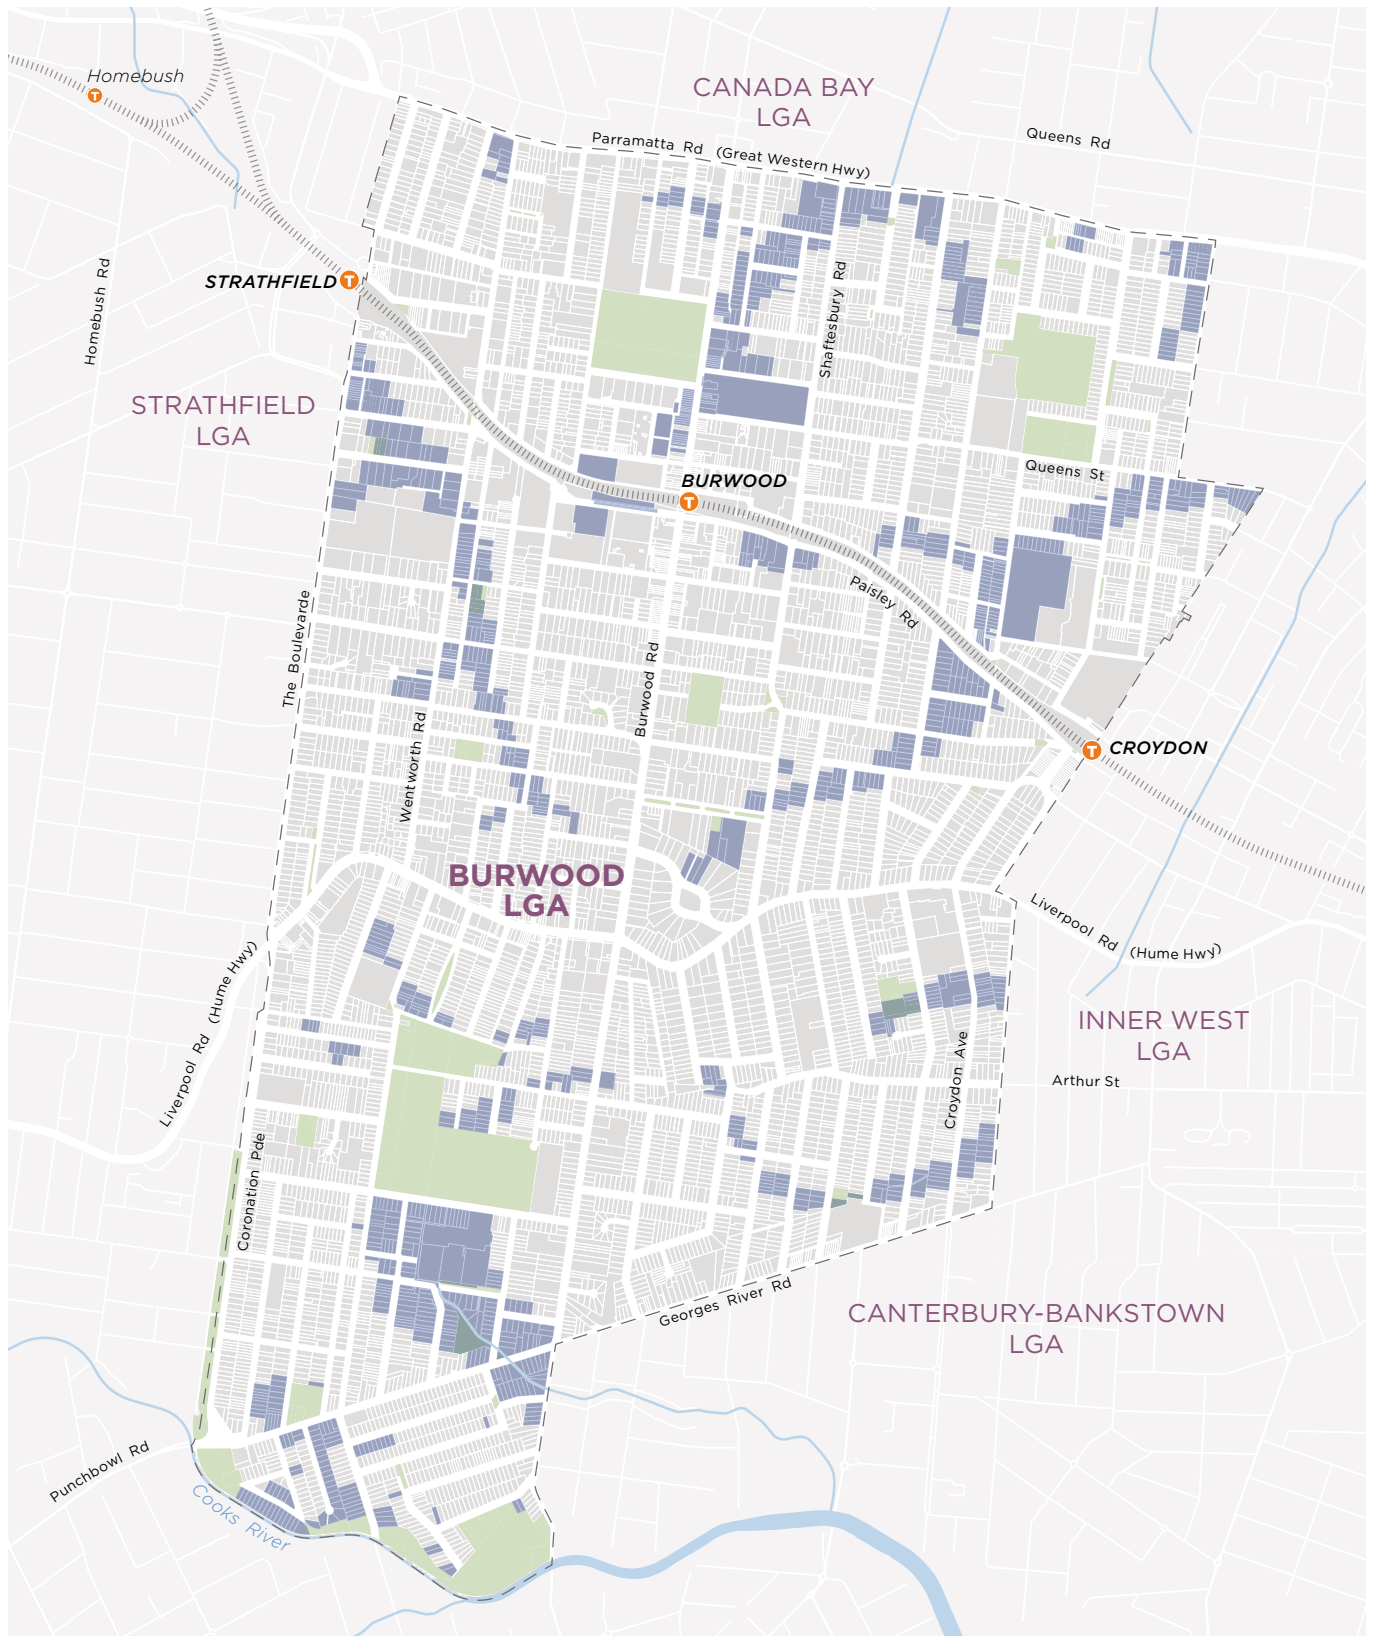 Homebush
T
CANADA BAY
LGA
Parramatta Rd (Great Western Hwy)
Queens Rd
STRATHFIELD
T
Homebush Rd
Shaftesbury Rd
STRATHFIELD
LGA
Queens St
BURWOOD
T
Paisley Rd
The Boulevarde
Burwood Rd
Wentworth Rd
T
CROYDON
BURWOOD
LGA
Liverpool Rd (Hume Hwy)
Liverpool Rd (Hume Hwy)
INNER WEST
LGA
Croydon Ave
Arthur St
Coronation Pde
Georges River Rd
CANTERBURY-BANKSTOWN
LGA
Punchbowl Rd
Cooks River